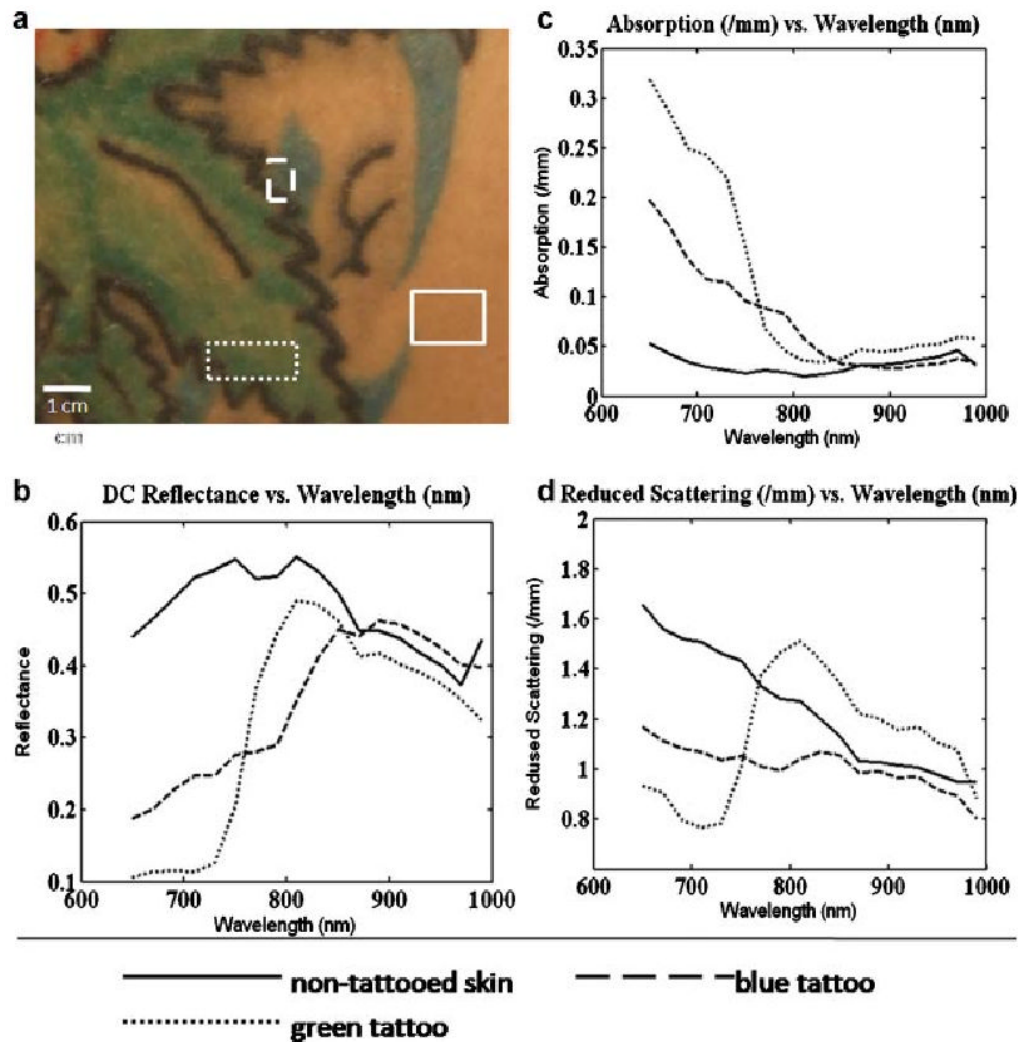 a
1 cm
cm
b
DC Reflectance vs. Wavelength (nm)
0.6
0.5
0.4
0.3
0.2
0.1
600
700
800
900
1000
Reflectance
Wavelength (nm)
c
Absorption (/mm) vs. Wavelength (nm)
0.35
0.3
0.25
0.2
0.15
0.1
0.05
0
600
700
800
900
1000
Absorption (/mm)
Wavelength (nm)
d
Reduced Scattering (/mm) vs. Wavelength (nm)
2
1.8
1.6
1.4
1.2
1
0.8
600
700
800
900
1000
Redused Scattering (/mm)
Wavelength (nm)
non-tattooed skin
blue tattoo
green tattoo